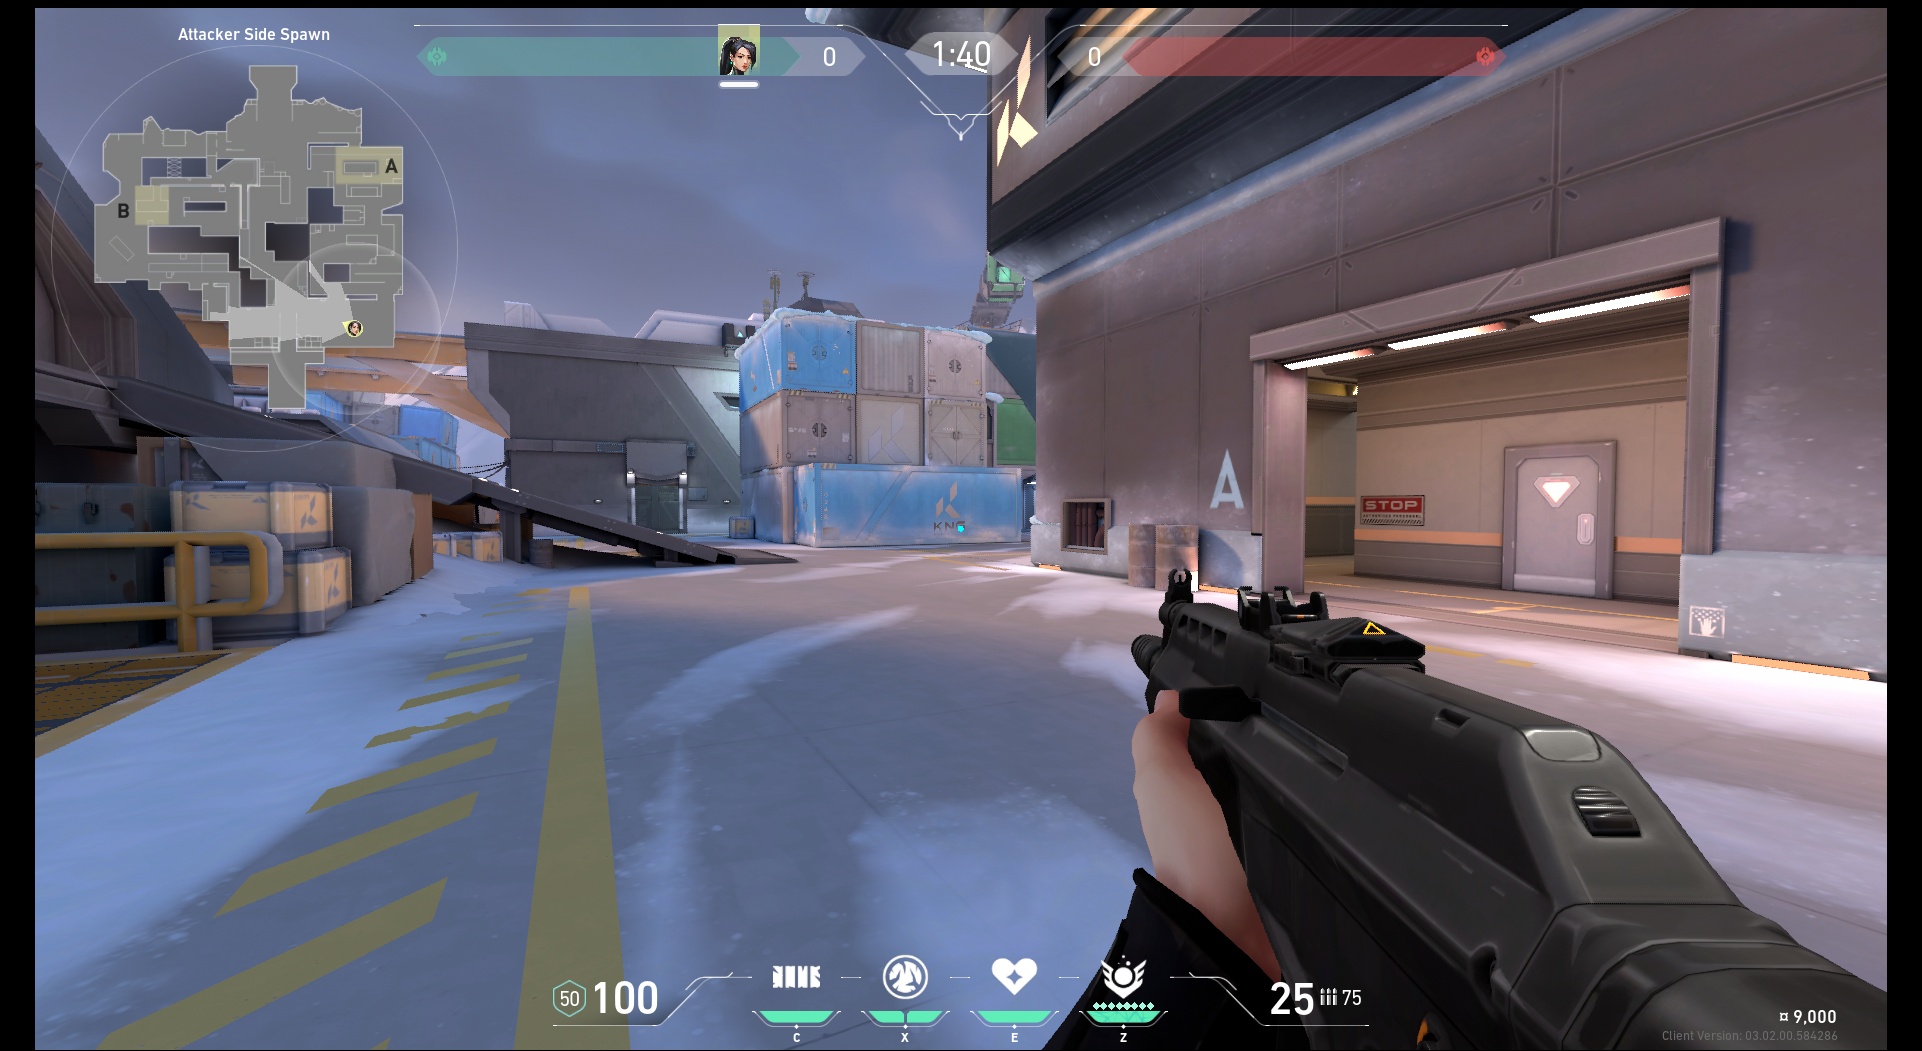 Attacker Side Spawn
0
1:40
0
A
B
A
STOP
50
100
25
75
C
X
E
Z
¤ 9,000
Client Version: 03.02.00.584286